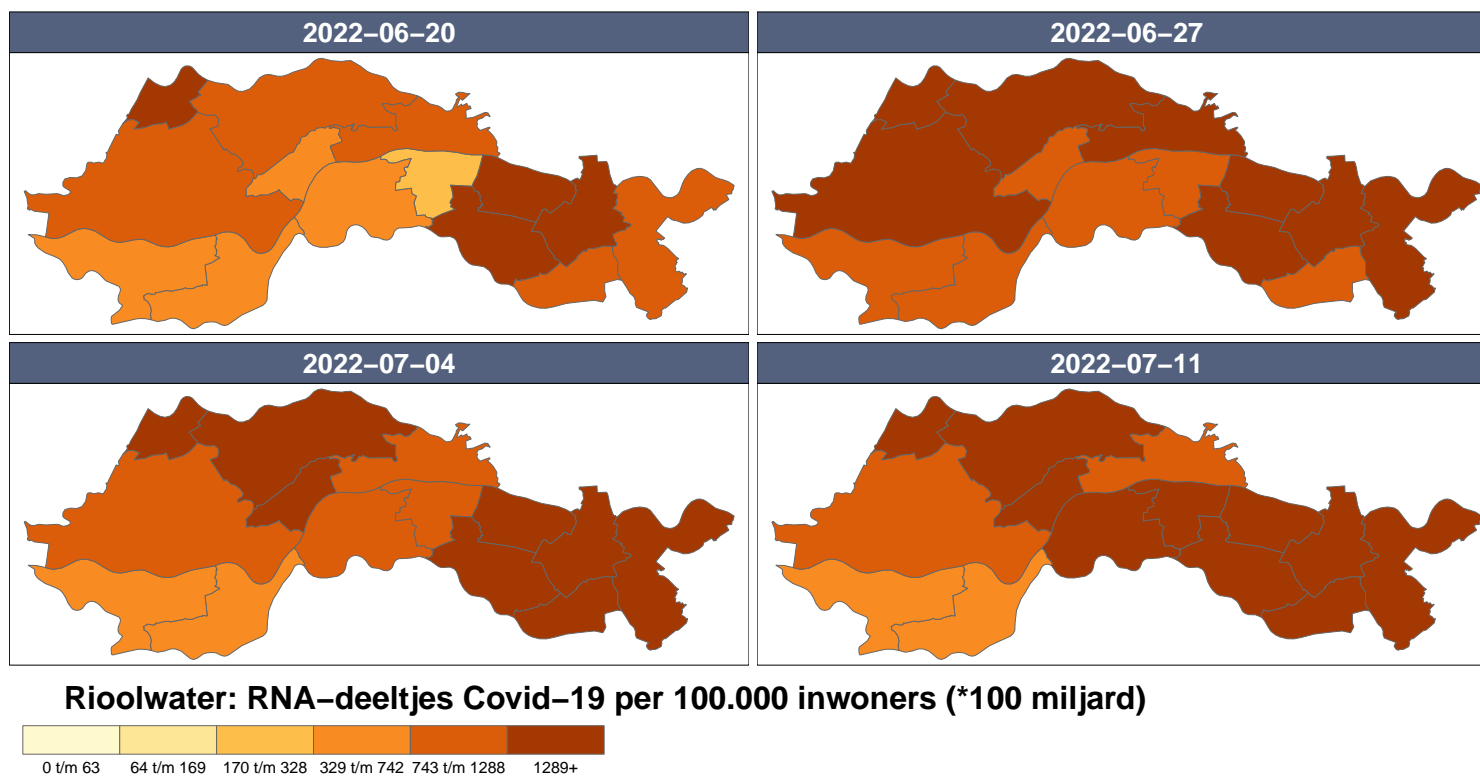 2022−06−20
2022−06−27
2022−07−04
2022−07−11
Rioolwater: RNA−deeltjes Covid−19 per 100.000 inwoners (*100 miljard)
0 t/m 63 64 t/m 169 170 t/m 328 329 t/m 742 743 t/m 1288 1289+